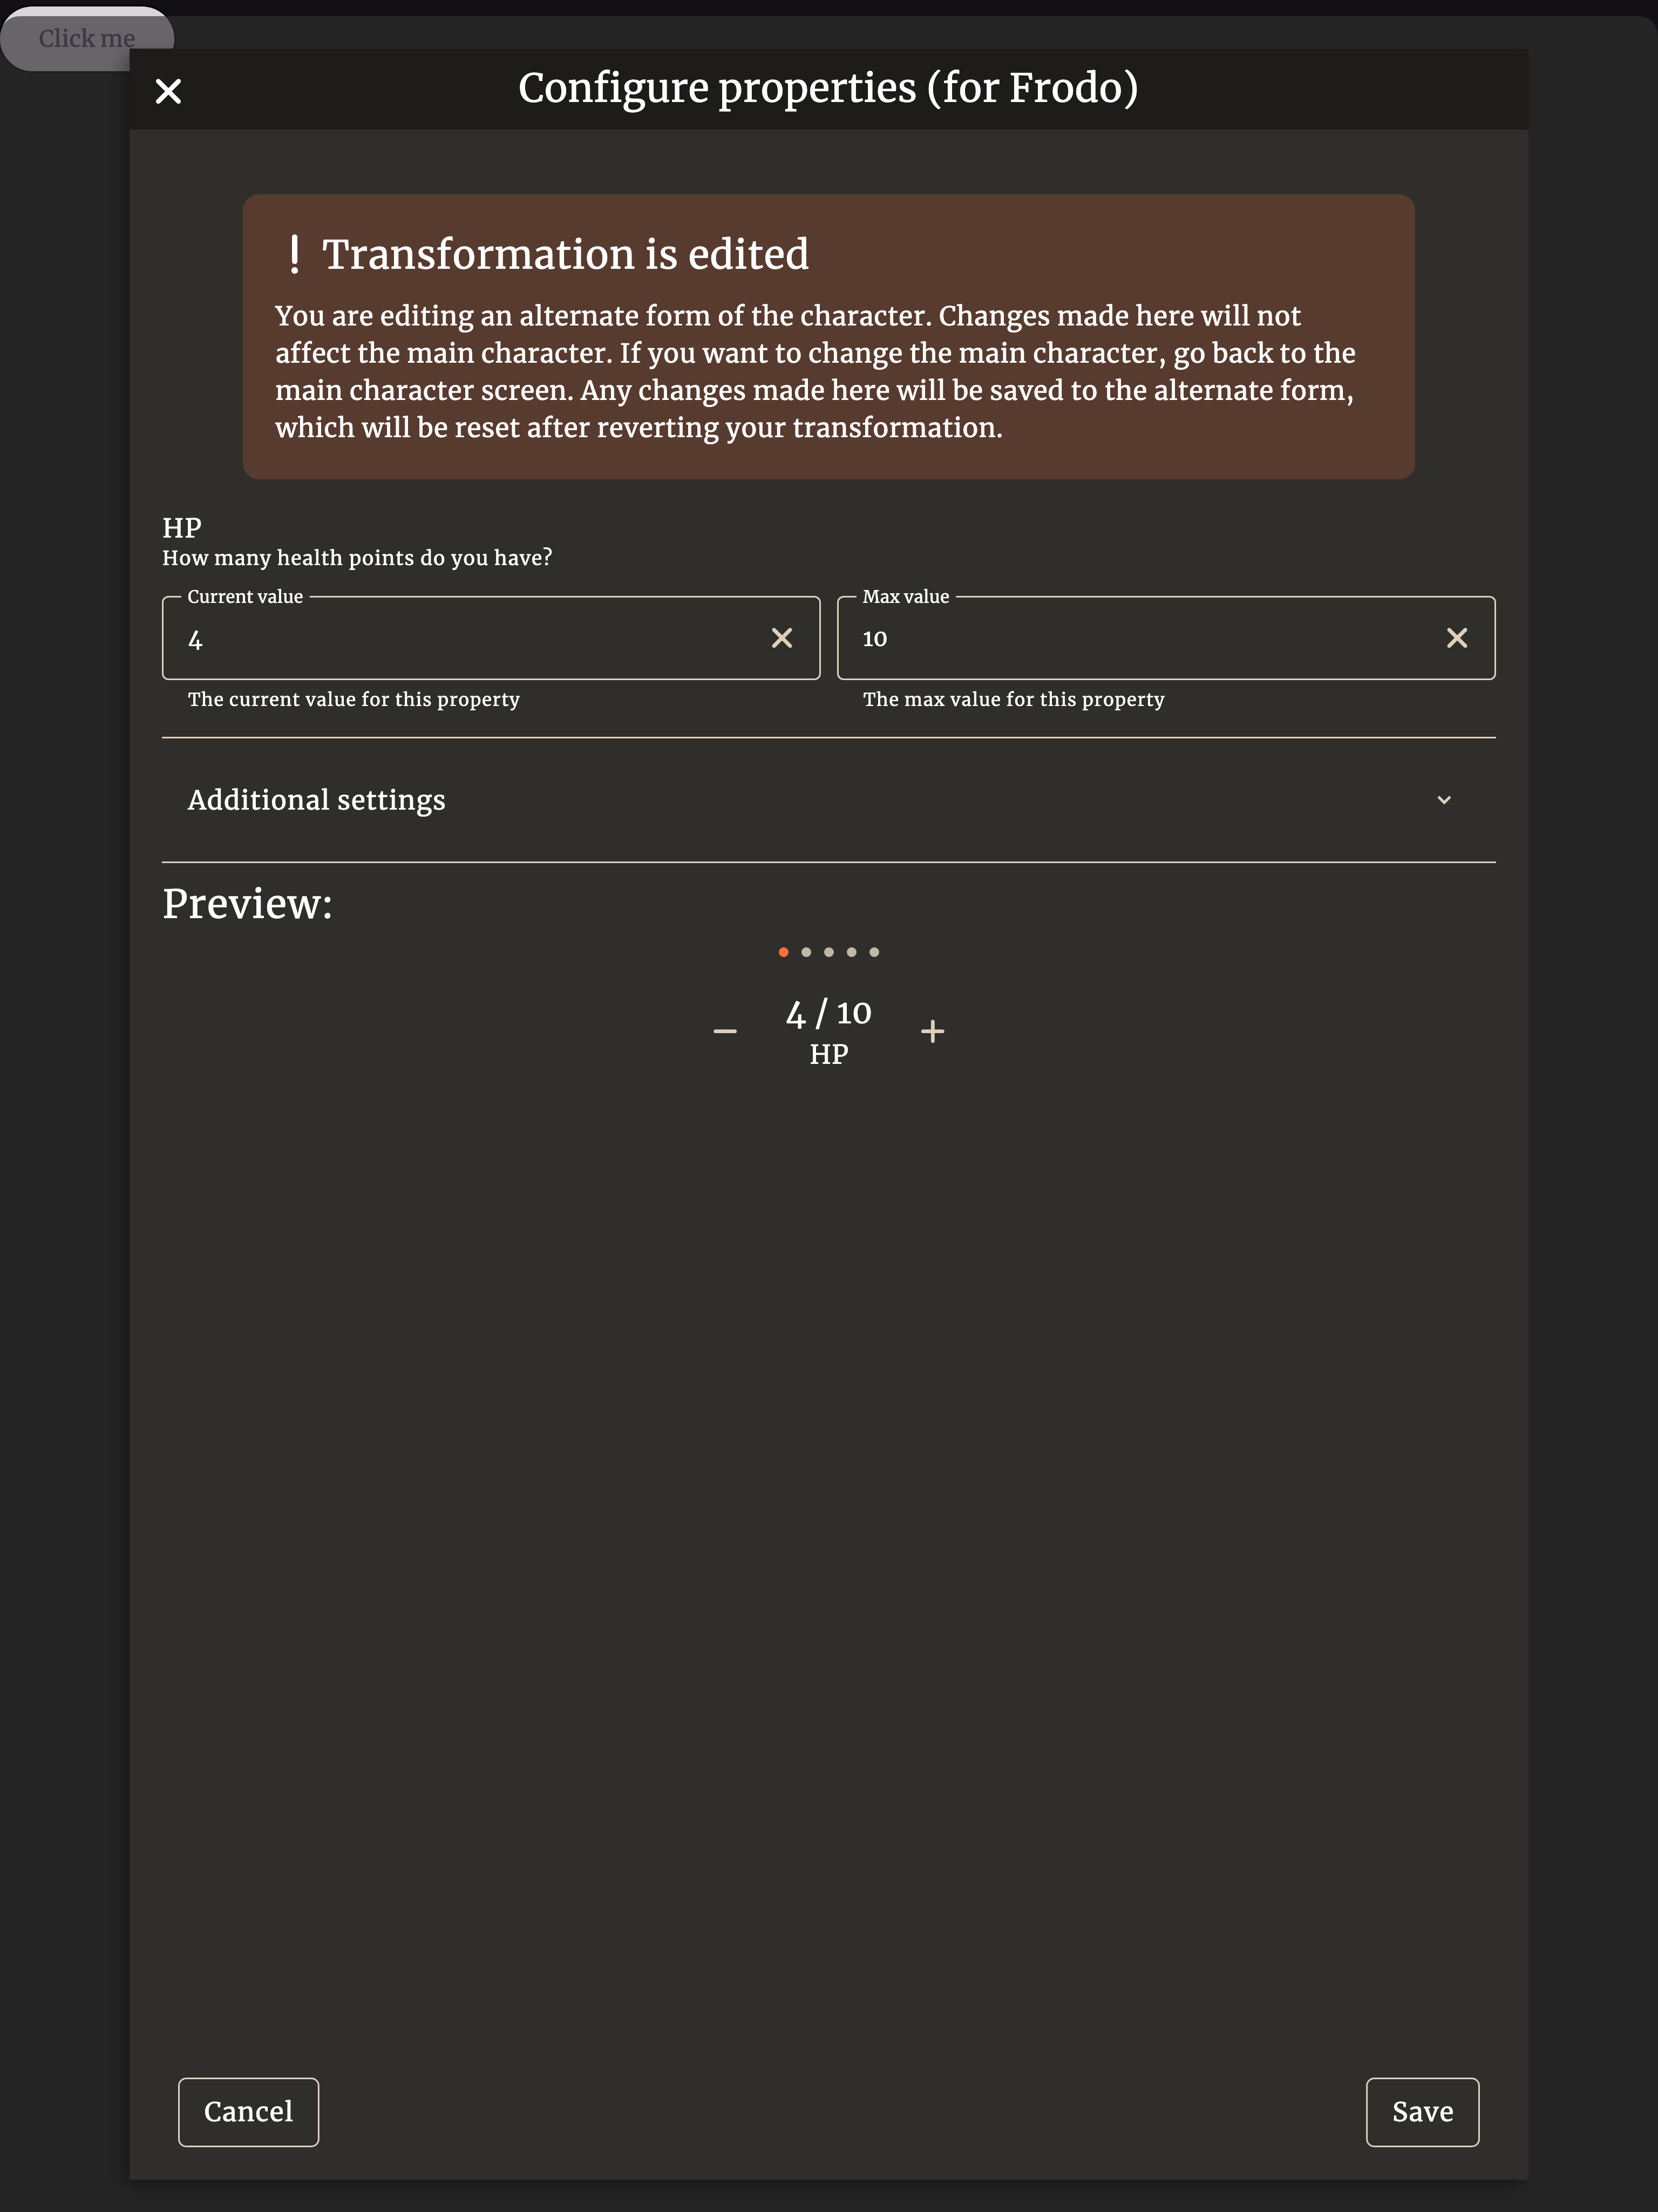 Click me
Configure properties (for Frodo)
! Transformation is edited
You are editing an alternate form of the character. Changes made here will not
affect the main character. If you want to change the main character, go back to the
main character screen. Any changes made here will be saved to the alternate form,
which will be reset after reverting your transformation.
HP
How many health points do you have?
Current value
4
The current value for this property
Max value
10
The max value for this property
Additional settings
Preview:
4 / 10
HP
Cancel
Save